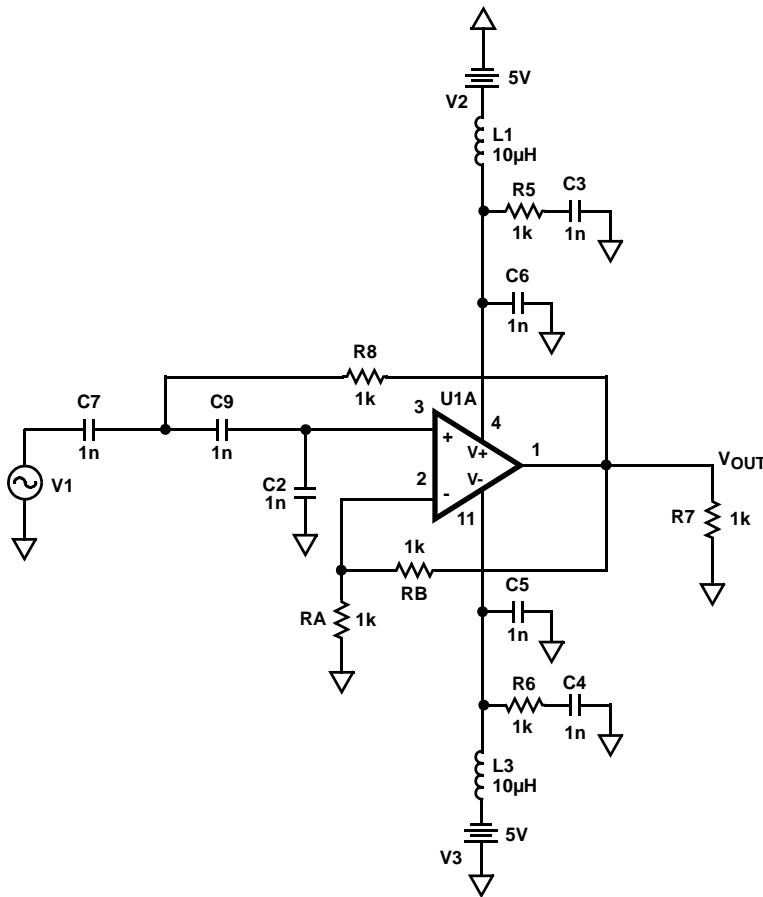 5V
V2
L1
10µH
R5
C3
1k
1n
C6
1n
R8
1k
U1A
C7
1n
C9
1n
3
4
+
V+
1
VOUT
V1
C2
1n
2
-
V-
11
R7
1k
1k
RB
RA
1k
C5
1n
R6
C4
1k
1n
L3
10µH
5V
V3